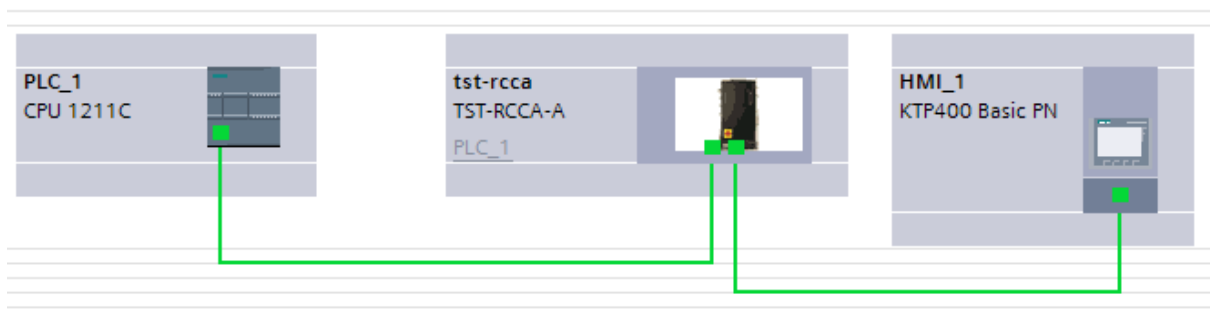 PLC_1
CPU 1211C
tst-rcca
TST-RCCA-A
PLC_1
HMI_1
KTP400 Basic PN